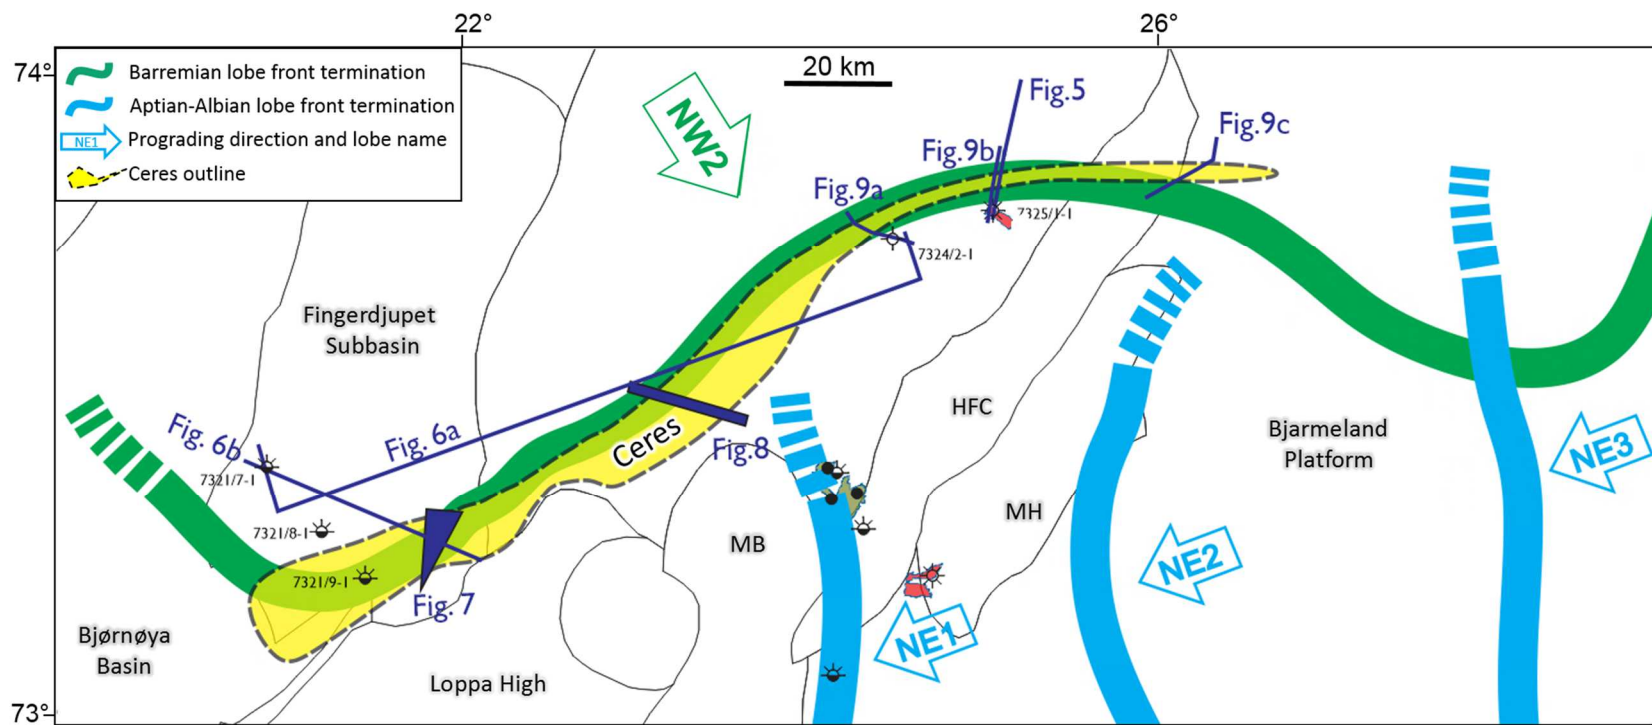 22°
26°
74°
Barremian lobe front termination
Aptian-Albian lobe front termination
NE1
Prograding direction and lobe name
Ceres outline
20 km
NW2
Fig.5
Fig.9b
Fig.9c
Fig.9a
7325/1-1
7324/2-1
Fingerdjupet
Subbasin
HFC
Bjarmeland
Platform
NE3
Fig. 6b
Fig. 6a
Ceres
Fig.8
7321/7-1
7321/8-1
MB
MH
NE2
7321/9-1
Fig. 7
NE1
Bjørnøya
Basin
Loppa High
73°